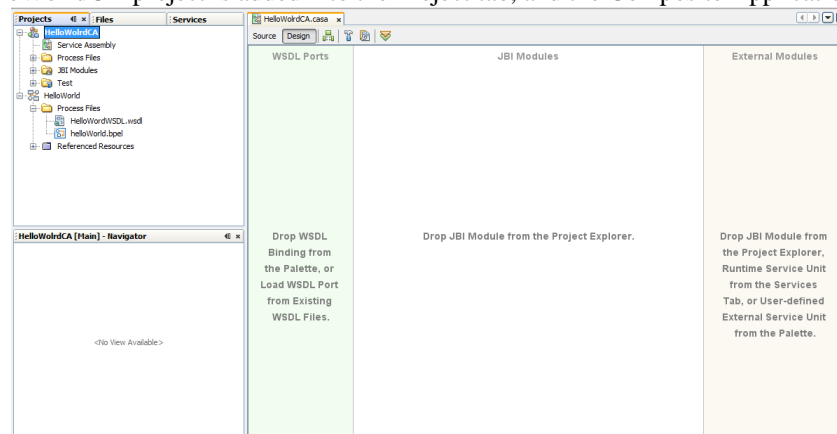 Projects
Files
Services
HelloWolrdCA
Service Assembly
Process Files
JBI Modules
Test
HelloWorld
Process Files
HelloWordWSDL.wsdl
helloWorld.bpel
Referenced Resources
HelloWolrdCA [Main] - Navigator
<No View Available>
HelloWolrdCA.casa
Source Design
WSDL Ports
JBI Modules
External Modules
Drop WSDL
Binding from
the Palette, or
Load WSDL Port
from Existing
WSDL Files.
Drop JBI Module from the Project Explorer.
Drop JBI Module from
the Project Explorer,
Runtime Service Unit
from the Services
Tab, or User-defined
External Service Unit
from the Palette.